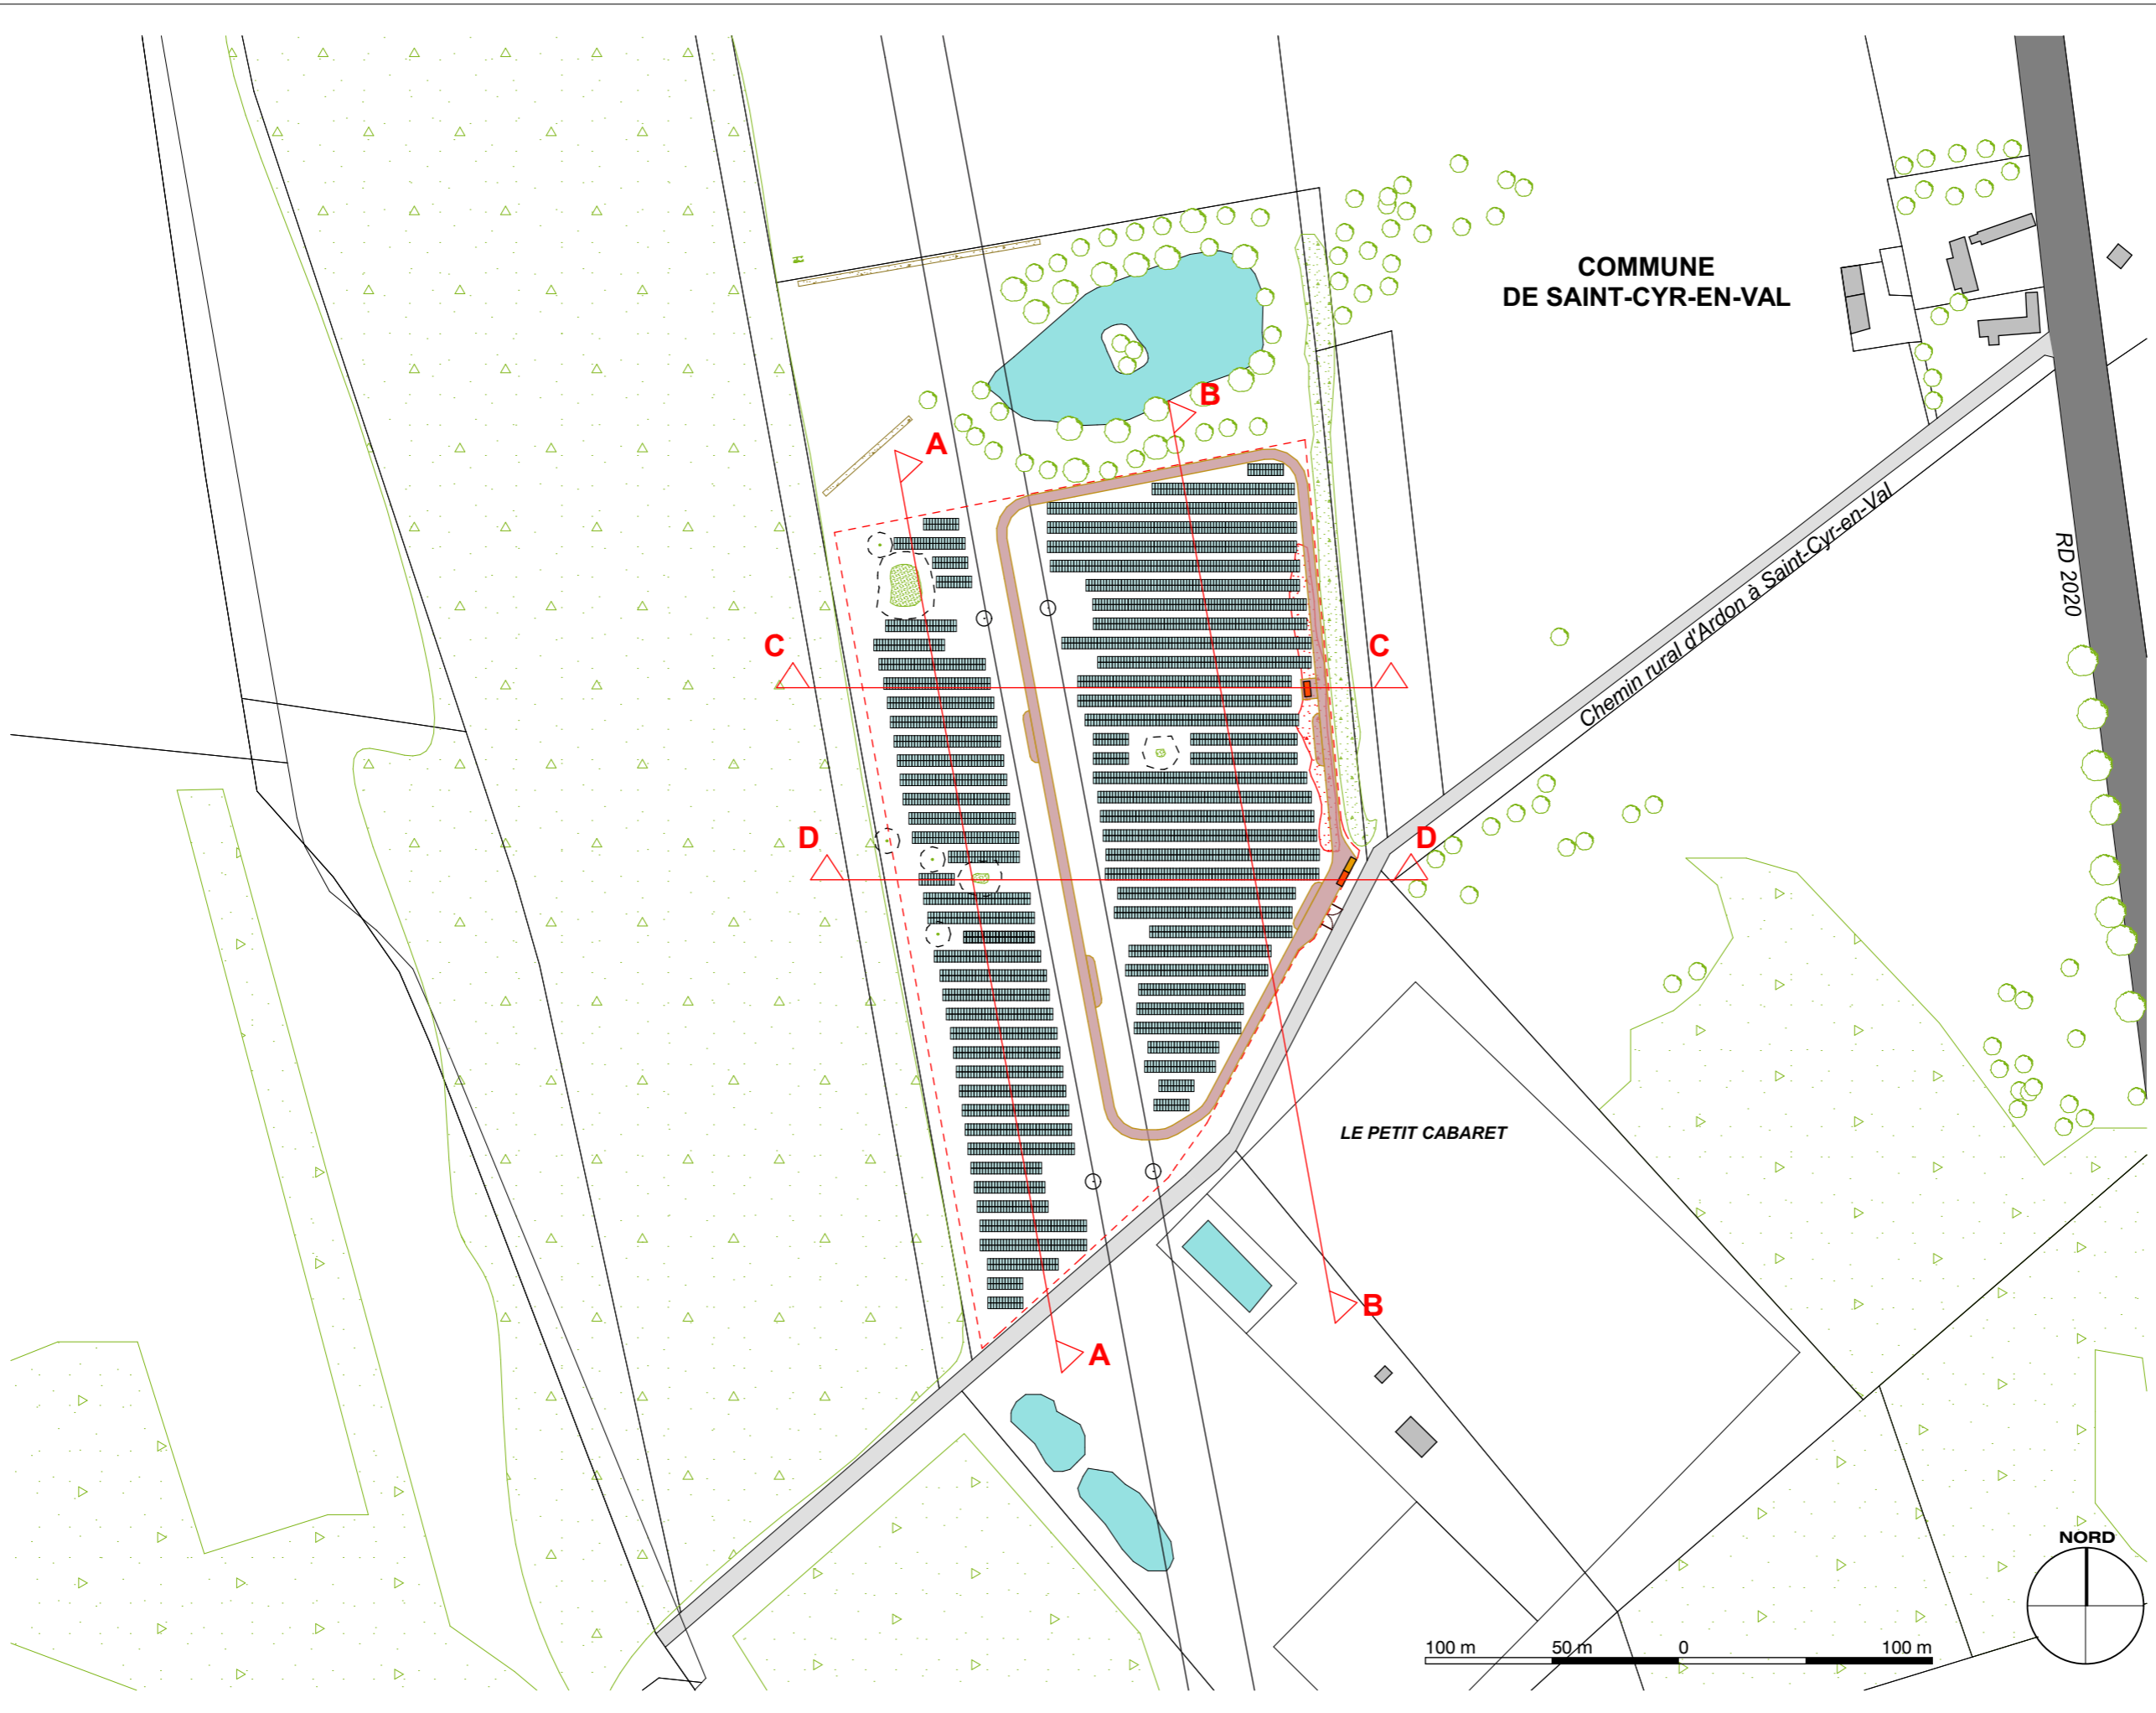 COMMUNE
DE SAINT-CYR-EN-VAL
B
A
C
C
Chemin rural d'Ardon à Saint-Cyr-en-Val
RD 2020
D
D
LE PETIT CABARET
B
A
NORD
100 m
50 m
0
100 m